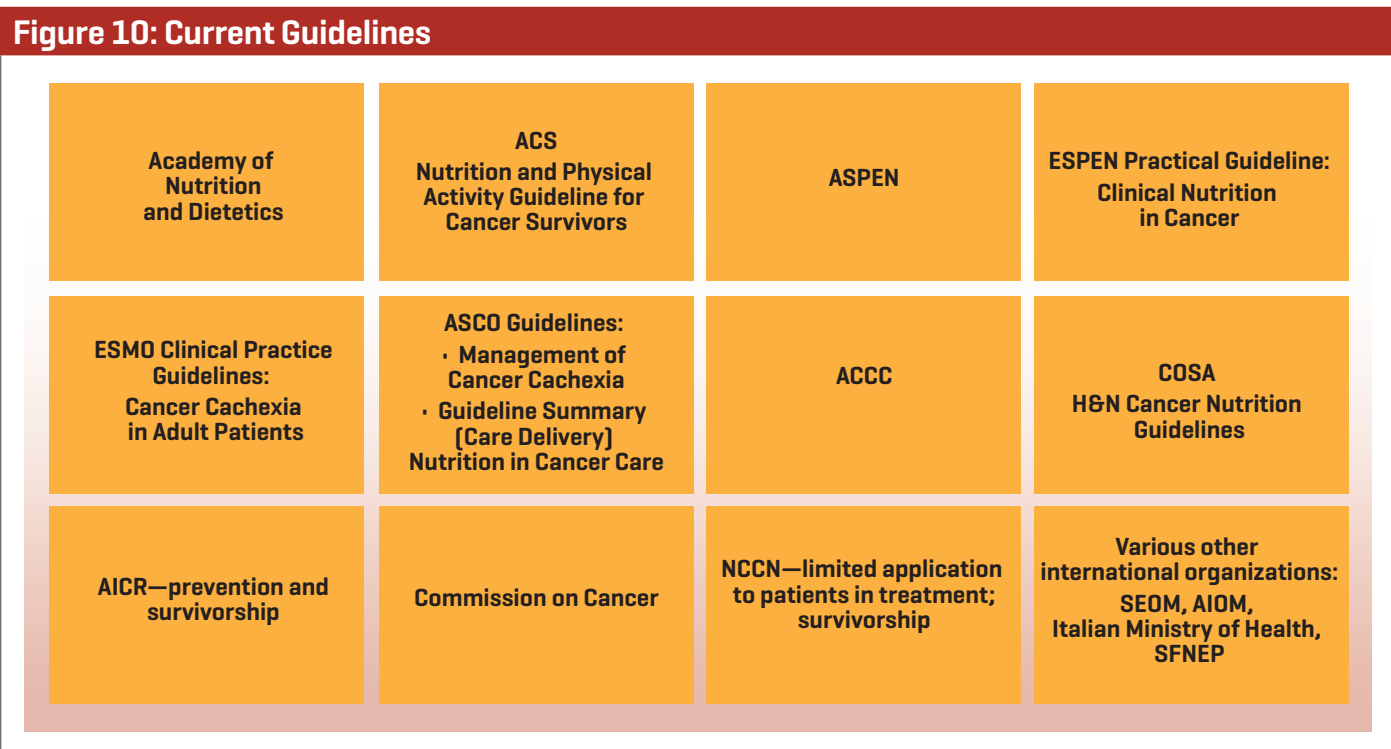 Figure 10: Current Guidelines
Academy of
Nutrition
and Dietetics
ACS
Nutrition and Physical
Activity Guideline for
Cancer Survivors
ASPEN
ESPEN Practical Guideline:
Clinical Nutrition
in Cancer
ESMO Clinical Practice
Guidelines:
Cancer Cachexia
in Adult Patients
ASCO Guidelines:
· Management of
Cancer Cachexia
· Guideline Summary
(Care Delivery)
Nutrition in Cancer Care
ACCC
COSA
H&N Cancer Nutrition
Guidelines
AICR—prevention and
survivorship
Commission on Cancer
NCCN—limited application
to patients in treatment;
survivorship
Various other
international organizations:
SEOM, AIOM,
Italian Ministry of Health,
SFNEP